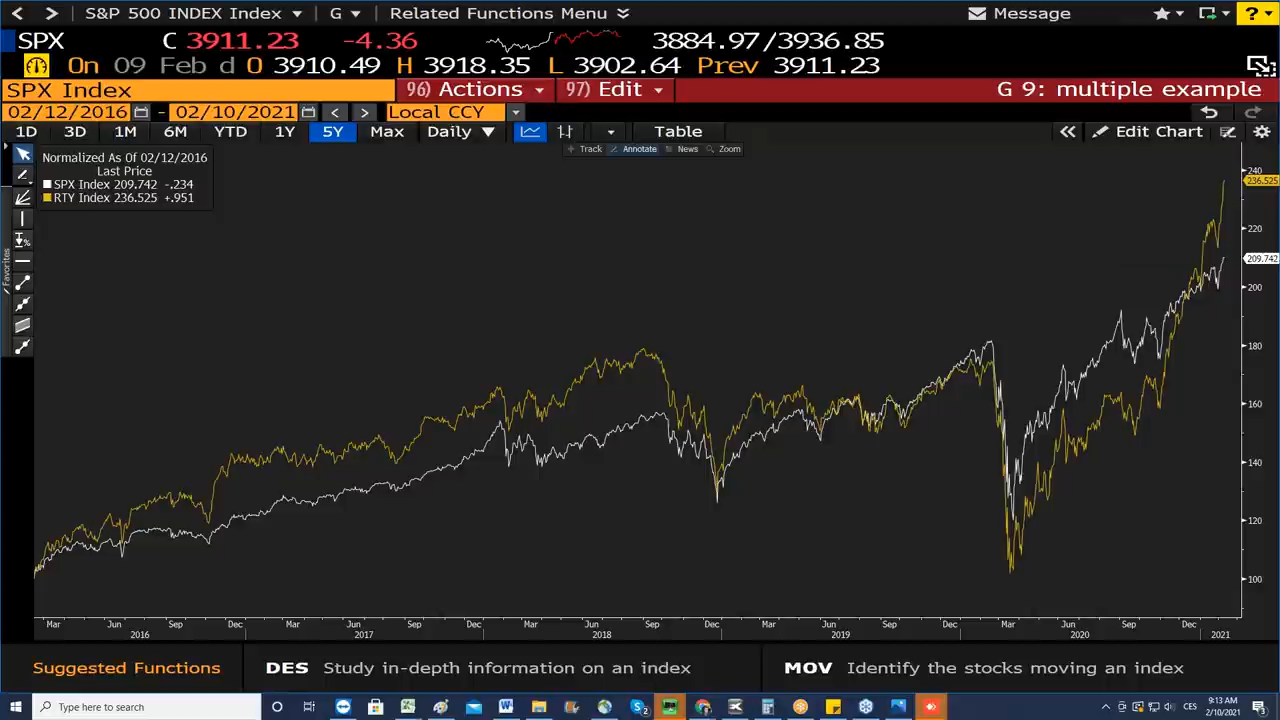 S&P 500 INDEX Index G Related Functions Menu Message ?
SPX C 3911.23 -4.36 3884.97/3936.85
On 09 Feb d O 3910.49 H 3918.35 L 3902.64 Prev 3911.23
SPX Index 96) Actions 97) Edit G 9: multiple example
02/12/2016 - 02/10/2021 Local CCY
1D 3D 1M 6M YTD 1Y 5Y Max Daily Table Edit Chart
Track Annotate News Zoom
Normalized As Of 02/12/2016
Last Price
SPX Index 209.742 -.234
RTY Index 236.525 +.951
Favorites
240
236.525
220
209.742
200
180
160
140
120
100
Mar Jun Sep Dec Mar Jun Sep Dec Mar Jun Sep Dec Mar Jun Sep Dec Mar Jun Sep Dec
2016 2017 2018 2019 2020 2021
Suggested Functions DES Study in-depth information on an index MOV Identify the stocks moving an index
Type here to search
CES
9:13 AM
2/10/2021